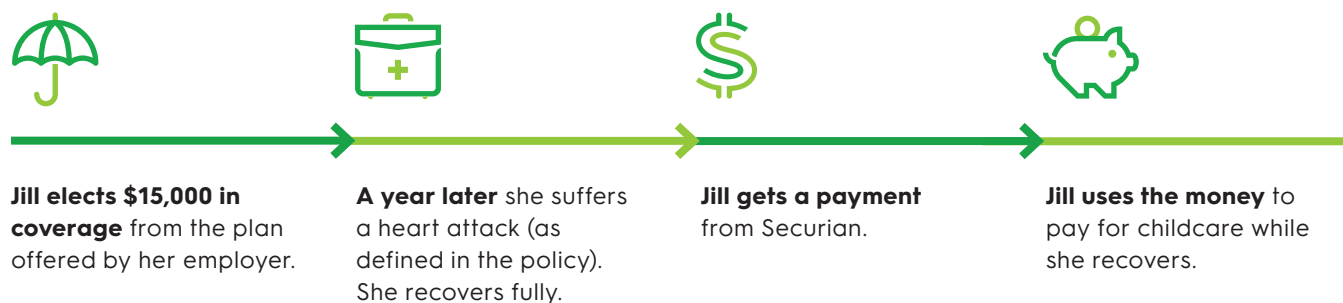 Jill elects $15,000 in
coverage from the plan
offered by her employer.
A year later she suffers
a heart attack (as
defined in the policy).
She recovers fully.
Jill gets a payment
from Securian.
Jill uses the money to
pay for childcare while
she recovers.